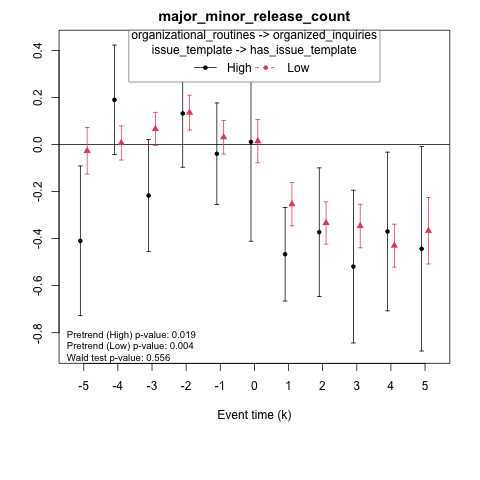 major_minor_release_count
organizational_routines -> organized_inquiries
issue_template -> has_issue_template
High Low
0.4
0.2
0.0
-0.2
-0.4
-0.6
-0.8
Pretrend (High) p-value: 0.019
Pretrend (Low) p-value: 0.004
Wald test p-value: 0.556
-5 -4 -3 -2 -1 0 1 2 3 4 5
Event time (k)